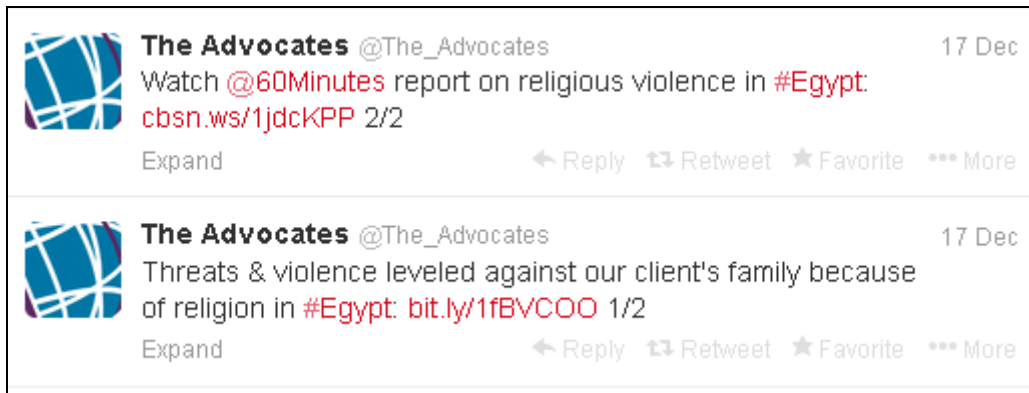 The Advocates @The_Advocates 17 Dec
Watch @60Minutes report on religious violence in #Egypt:
cbsn.ws/1jdcKPP 2/2
Expand Reply Retweet Favorite More
The Advocates @The_Advocates 17 Dec
Threats & violence leveled against our client's family because
of religion in #Egypt: bit.ly/1fBVCOO 1/2
Expand Reply Retweet Favorite More